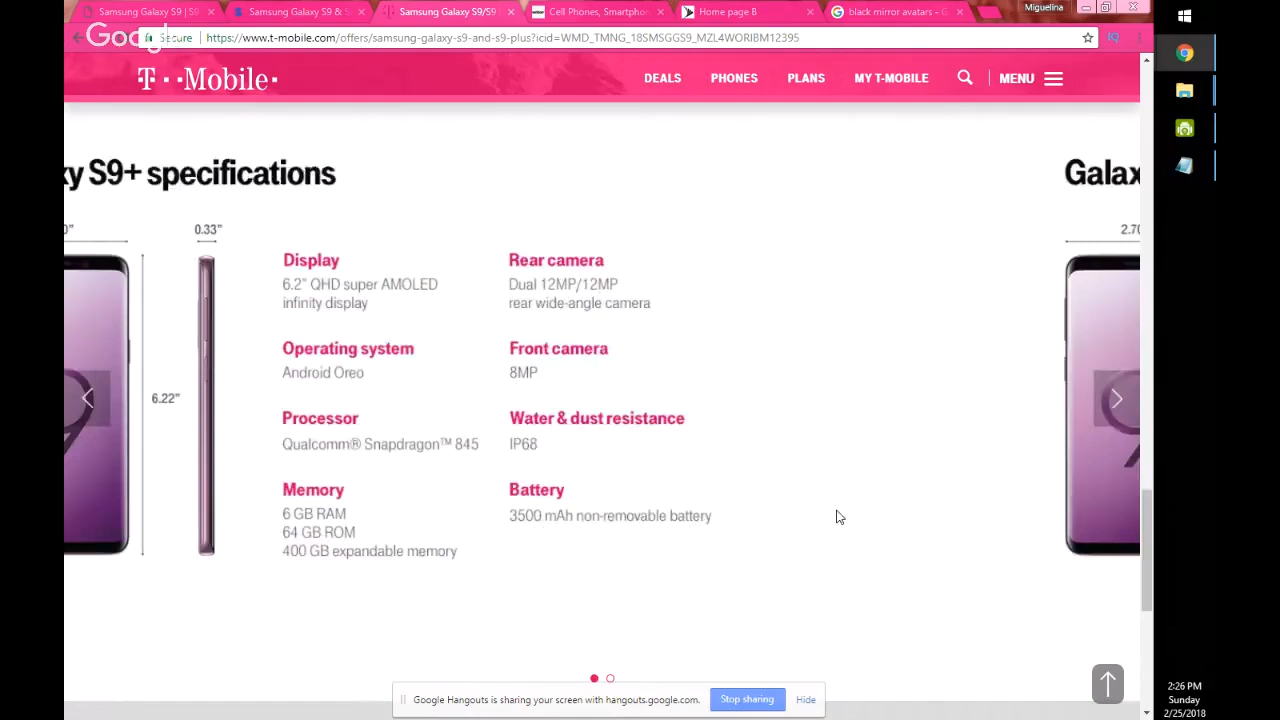 Samsung Galaxy S9 | S9
Samsung Galaxy S9 & S
Samsung Galaxy S9/S9
Cell Phones, Smartpho
Home page B
black mirror avatars - G
Miguelina
Secure
https://www.t-mobile.com/offers/samsung-galaxy-s9-and-s9-plus?icid=WMD_TMNG_18SMSGGS9_MZL4WORIBM12395
T··Mobile·
DEALS
PHONES
PLANS
MY T-MOBILE
MENU
xy S9+ specifications
Galax
0"
0.33"
2.70
6.22"
Display
6.2" QHD super AMOLED
infinity display
Operating system
Android Oreo
Processor
Qualcomm® Snapdragon™ 845
Memory
6 GB RAM
64 GB ROM
400 GB expandable memory
Rear camera
Dual 12MP/12MP
rear wide-angle camera
Front camera
8MP
Water & dust resistance
IP68
Battery
3500 mAh non-removable battery
Google Hangouts is sharing your screen with hangouts.google.com.
Stop sharing
Hide
2:26 PM
Sunday
2/25/2018